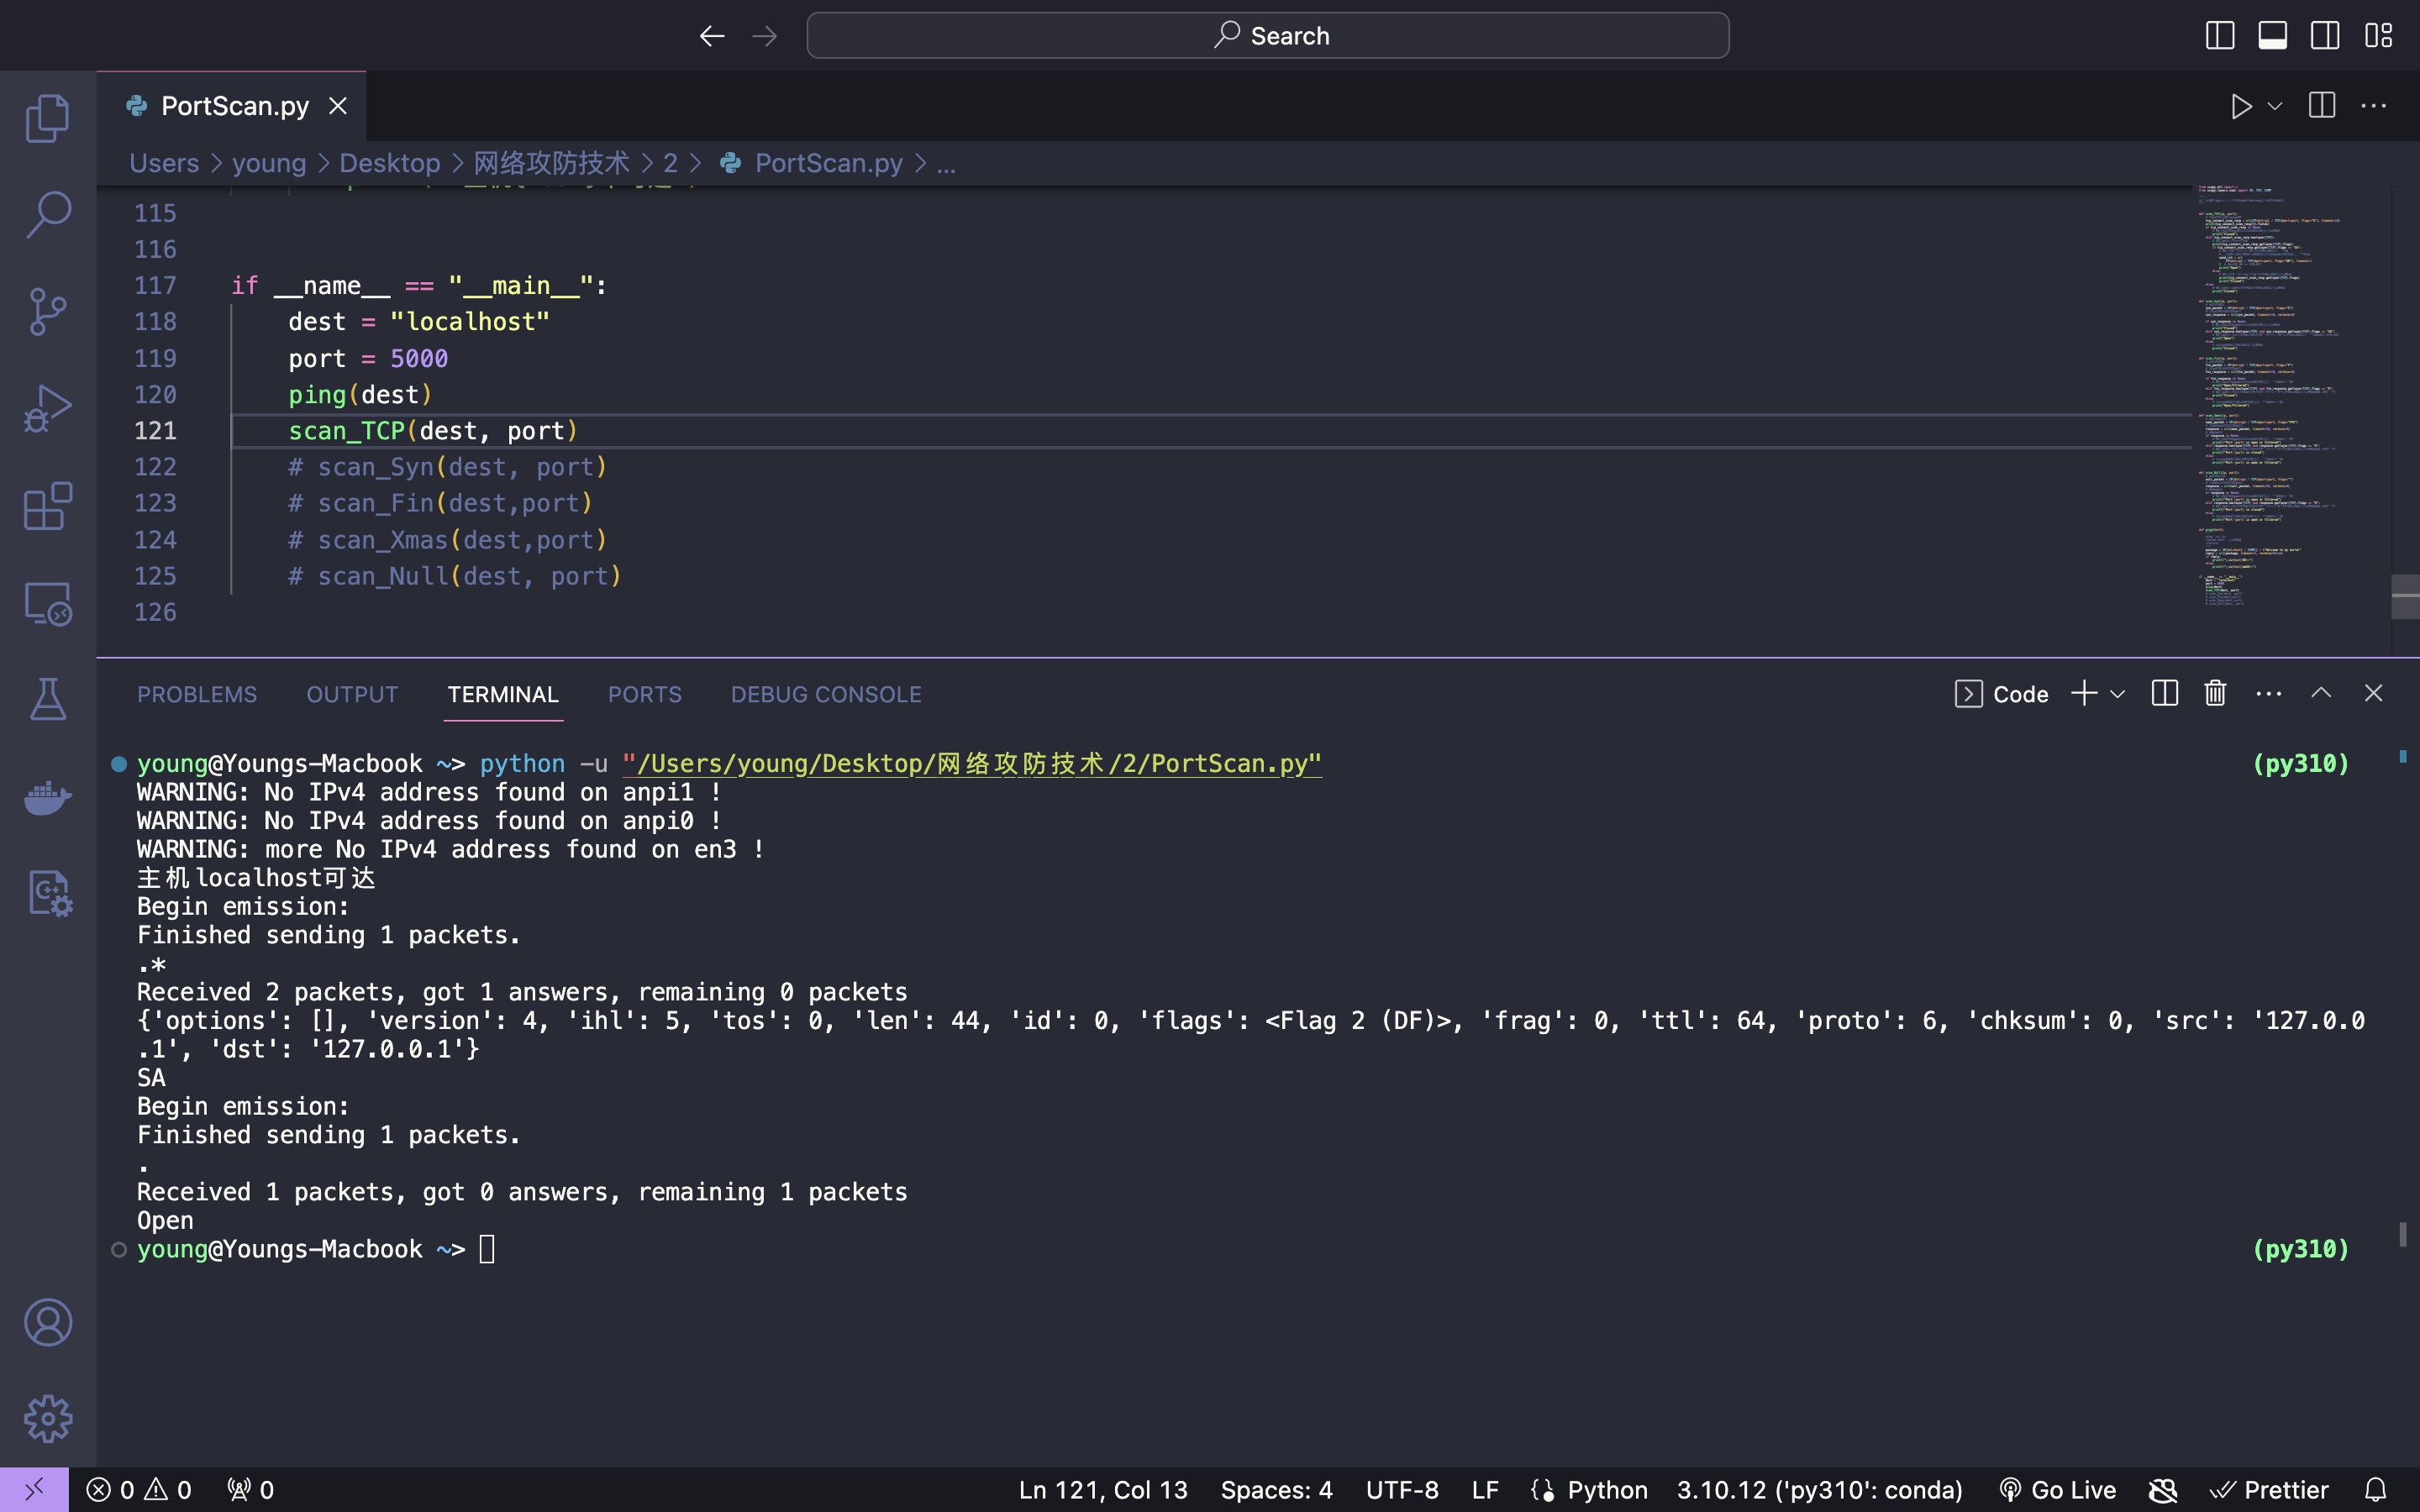 Search
PortScan.py
Users > young > Desktop > 网络攻防技术 > 2 > PortScan.py > ...
115
116
117 if __name__ == "__main__":
118 dest = "localhost"
119 port = 5000
120 ping(dest)
121 scan_TCP(dest, port)
122 # scan_Syn(dest, port)
123 # scan_Fin(dest,port)
124 # scan_Xmas(dest,port)
125 # scan_Null(dest, port)
126
PROBLEMS OUTPUT TERMINAL PORTS DEBUG CONSOLE Code
young@Youngs-Macbook ~> python -u "/Users/young/Desktop/网络攻防技术/2/PortScan.py" (py310)
WARNING: No IPv4 address found on anpi1 !
WARNING: No IPv4 address found on anpi0 !
WARNING: more No IPv4 address found on en3 !
主机localhost可达
Begin emission:
Finished sending 1 packets.
.*
Received 2 packets, got 1 answers, remaining 0 packets
{'options': [], 'version': 4, 'ihl': 5, 'tos': 0, 'len': 44, 'id': 0, 'flags': <Flag 2 (DF)>, 'frag': 0, 'ttl': 64, 'proto': 6, 'chksum': 0, 'src': '127.0.0
.1', 'dst': '127.0.0.1'}
SA
Begin emission:
Finished sending 1 packets.
.
Received 1 packets, got 0 answers, remaining 1 packets
Open
young@Youngs-Macbook ~> (py310)
0 0 0 Ln 121, Col 13 Spaces: 4 UTF-8 LF Python 3.10.12 ('py310': conda) Go Live Prettier